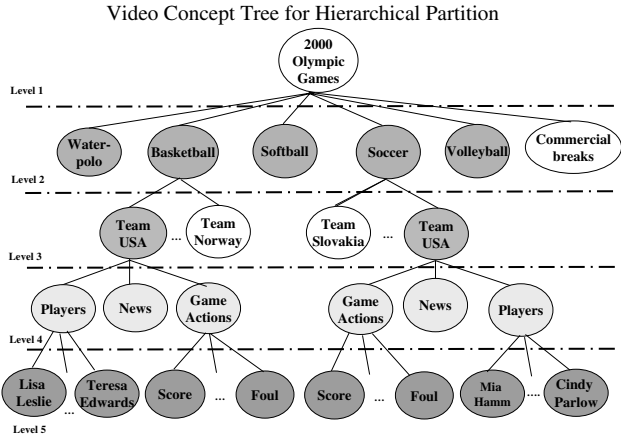 Video Concept Tree for Hierarchical Partition
2000
Olympic
Games
Level 1
Water-
polo
Basketball
Softball
Soccer
Volleyball
Commercial
breaks
Level 2
Team
USA
...
Team
Norway
Team
Slovakia
...
Team
USA
Level 3
Players
News
Game
Actions
Game
Actions
News
Players
Level 4
Lisa
Leslie
...
Teresa
Edwards
Score
...
Foul
Score
...
Foul
Mia
Hamm
....
Cindy
Parlow
Level 5